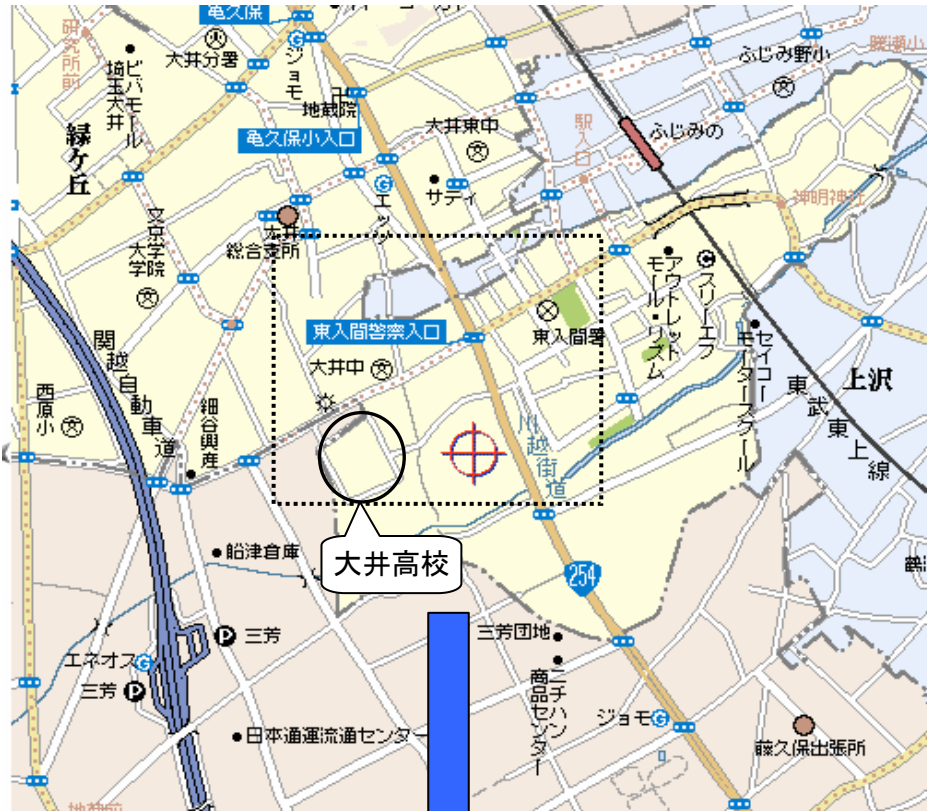 亀久保
研究所前
大井分署
ジョモ
ビバモール
埼玉大井
地蔵院
緑ケ丘
亀久保小入口
大井東中
サティ
エッソ
駅入口
ふじみの
ふじみ野小
勝瀬小
神明神社
文京
大学
学院
大井
総合支所
東入間警察入口
大井中
東入間署
アウトレット
モール・リズム
スリーエフ
セイコー
モータースクール
上沢
東武東上線
関越自動車道
西原
小
細谷興産
川越街道
大井高校
船津倉庫
254
P 三芳
エネオス
三芳 P
三芳団地
ニチハン
商品センター
ジョモ
日本通運流通センター
藤久保出張所